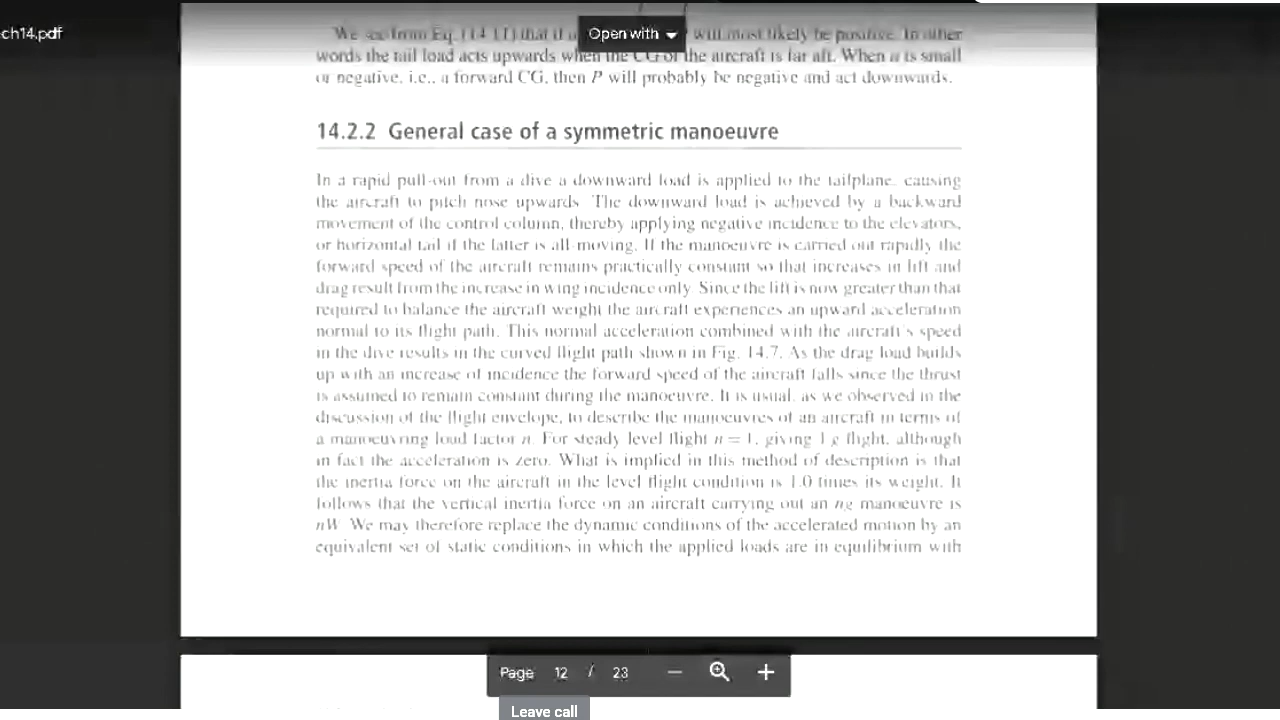 ch14.pdf
Open with
We see from Eq. (14.11) that if will most likely be positive. In other
words the tail load acts upwards when the CG of the aircraft is far aft. When a is small
or negative, i.e., a forward CG, then P will probably be negative and act downwards.
14.2.2 General case of a symmetric manoeuvre
In a rapid pull-out from a dive a downward load is applied to the tailplane, causing
the aircraft to pitch nose upwards. The downward load is achieved by a backward
movement of the control column, thereby applying negative incidence to the elevators,
or horizontal tail if the latter is all-moving. If the manoeuvre is carried out rapidly the
forward speed of the aircraft remains practically constant so that increases in lift and
drag result from the increase in wing incidence only. Since the lift is now greater than that
required to balance the aircraft weight the aircraft experiences an upward acceleration
normal to its flight path. This normal acceleration combined with the aircraft's speed
in the dive results in the curved flight path shown in Fig. 14.7. As the drag load builds
up with an increase of incidence the forward speed of the aircraft falls since the thrust
is assumed to remain constant during the manoeuvre. It is usual, as we observed in the
discussion of the flight envelope, to describe the manoeuvres of an aircraft in terms of
a manoeuvring load factor n. For steady level flight n = 1, giving 1 g flight, although
in fact the acceleration is zero. What is implied in this method of description is that
the inertia force on the aircraft in the level flight condition is 1.0 times its weight. It
follows that the vertical inertia force on an aircraft carrying out an ng manoeuvre is
nW. We may therefore replace the dynamic conditions of the accelerated motion by an
equivalent set of static conditions in which the applied loads are in equilibrium with
Page 12 / 23
Leave call